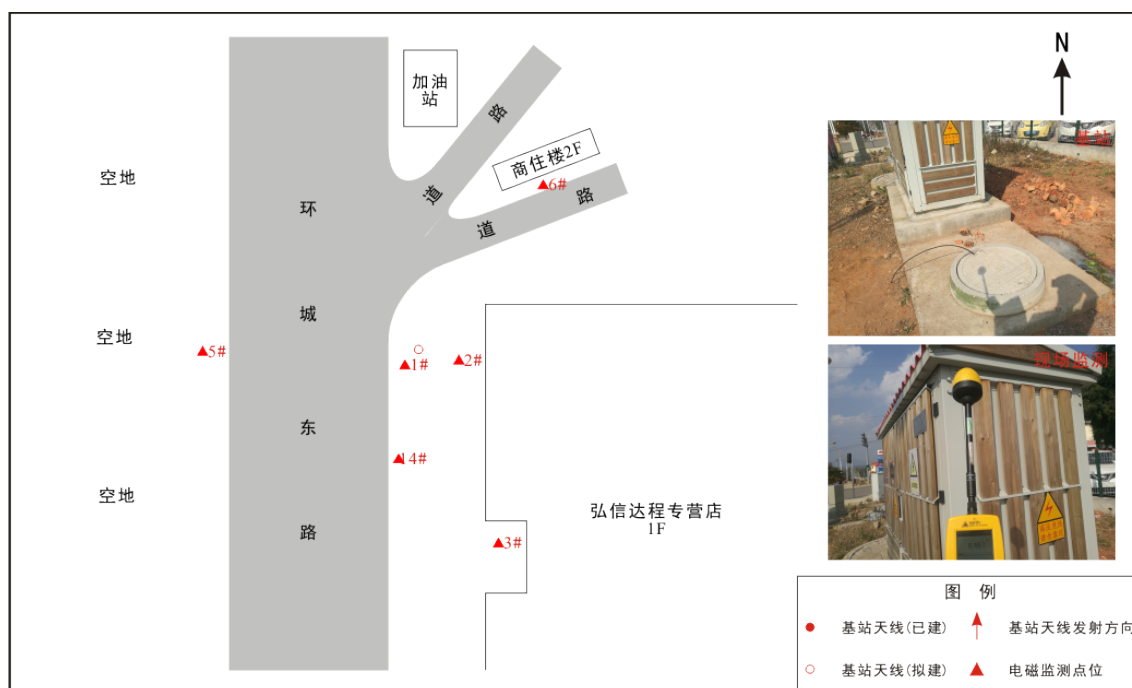 N
加油
站
路
基站
商住楼2F
6#
空地
道
路
环
道
城
空地
5#
1#
2#
现场监测
东
14#
空地
弘信达程专营店
1F
路
3#
图 例
基站天线(已建)
基站天线发射方向
基站天线(拟建)
电磁监测点位